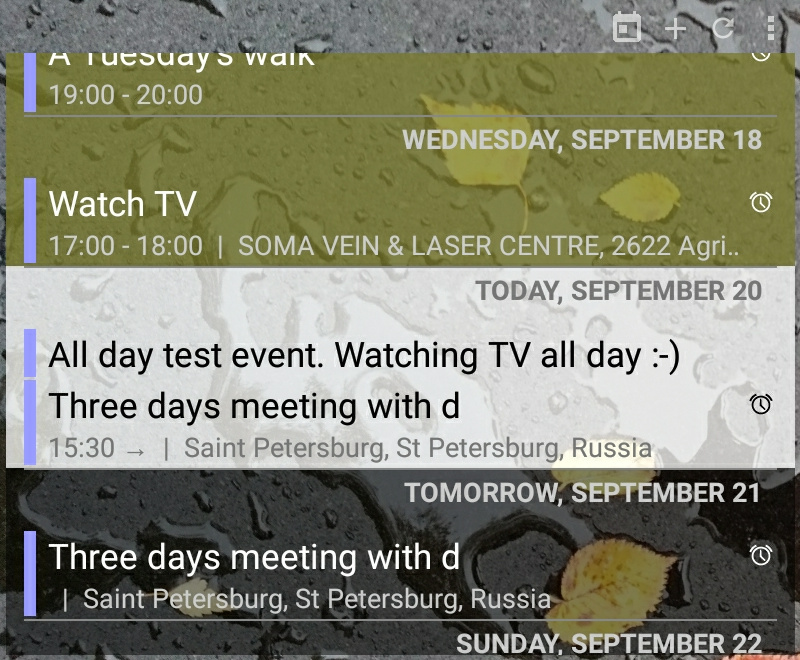 A Tuesday's walk
19:00 - 20:00
WEDNESDAY, SEPTEMBER 18
Watch TV
17:00 - 18:00 | SOMA VEIN & LASER CENTRE, 2622 Agri..
TODAY, SEPTEMBER 20
All day test event. Watching TV all day :-)
Three days meeting with d
15:30 → | Saint Petersburg, St Petersburg, Russia
TOMORROW, SEPTEMBER 21
Three days meeting with d
| Saint Petersburg, St Petersburg, Russia
SUNDAY, SEPTEMBER 22